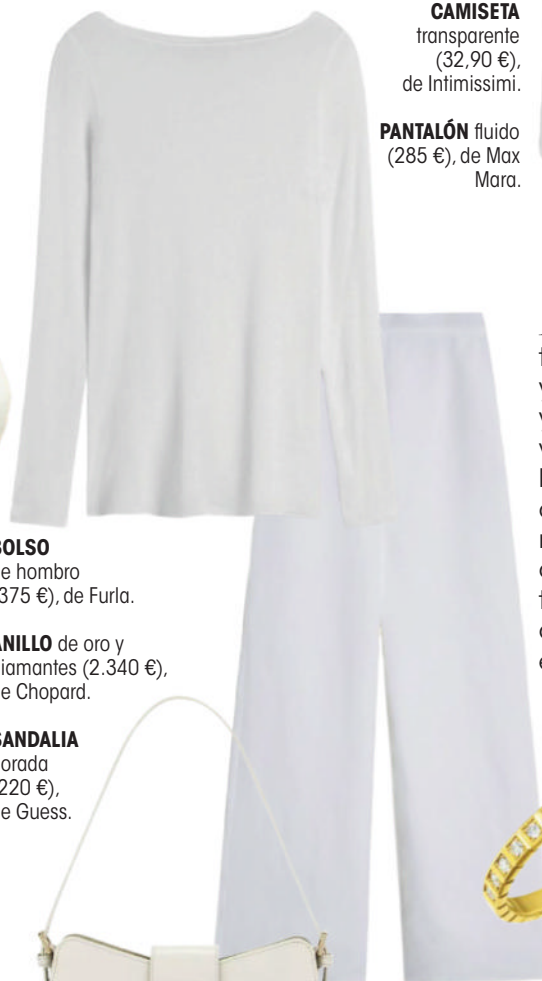 CAMISETA
transparente
(32,90 €),
de Intimissimi.
PANTALÓN fluido
(285 €), de Max
Mara.
BOLSO
e hombro
375 €), de Furla.
ANILLO de oro y
iamantes (2.340 €),
e Chopard.
SANDALIA
orada
220 €),
e Guess.